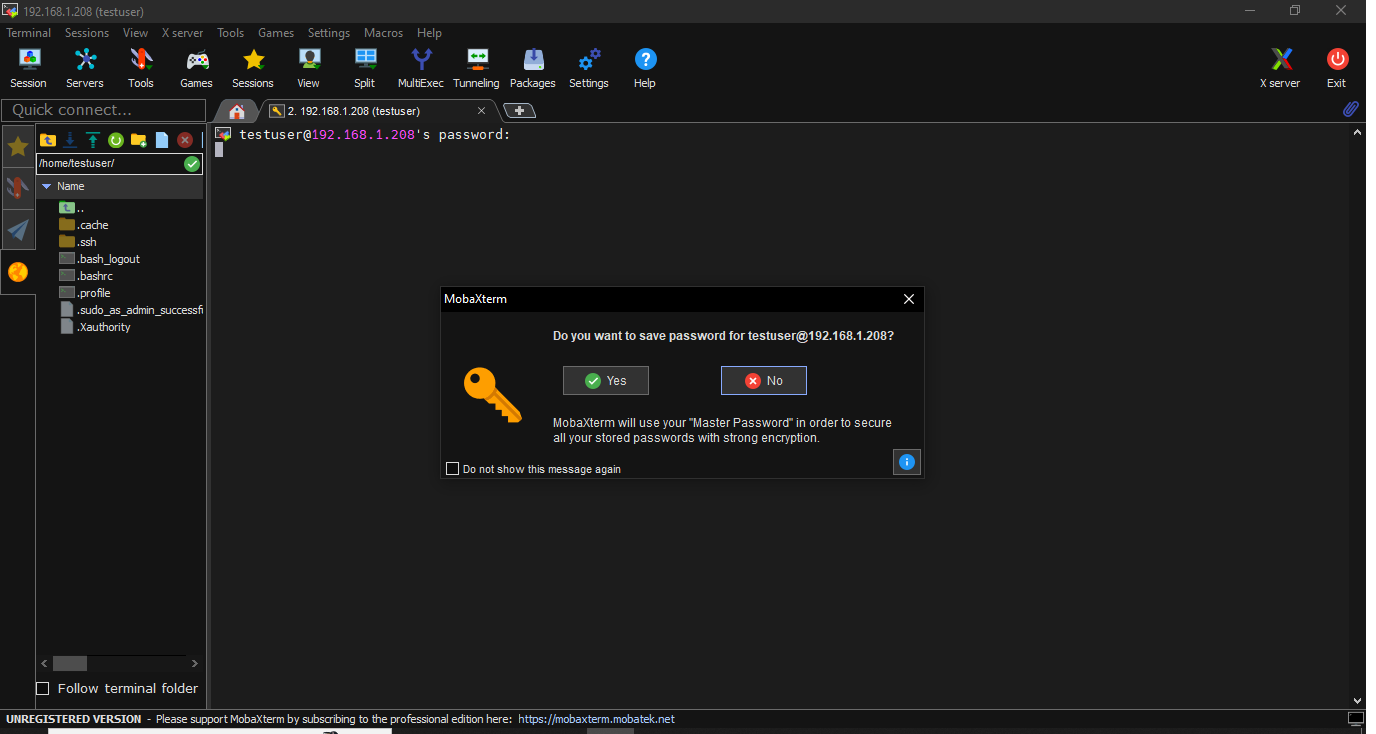 192.168.1.208 (testuser)
Terminal Sessions View X server Tools Games Settings Macros Help
Session Servers Tools Games Sessions View Split MultiExec Tunneling Packages Settings Help X server Exit
Quick connect...
2. 192.168.1.208 (testuser)
testuser@192.168.1.208's password:
/home/testuser/
Name
..
.cache
.ssh
.bash_logout
.bashrc
.profile
.sudo_as_admin_successf
.Xauthority
MobaXterm
Do you want to save password for testuser@192.168.1.208?
Yes
No
MobaXterm will use your "Master Password" in order to secure
all your stored passwords with strong encryption.
Do not show this message again
Follow terminal folder
UNREGISTERED VERSION - Please support MobaXterm by subscribing to the professional edition here: https://mobaxterm.mobatek.net